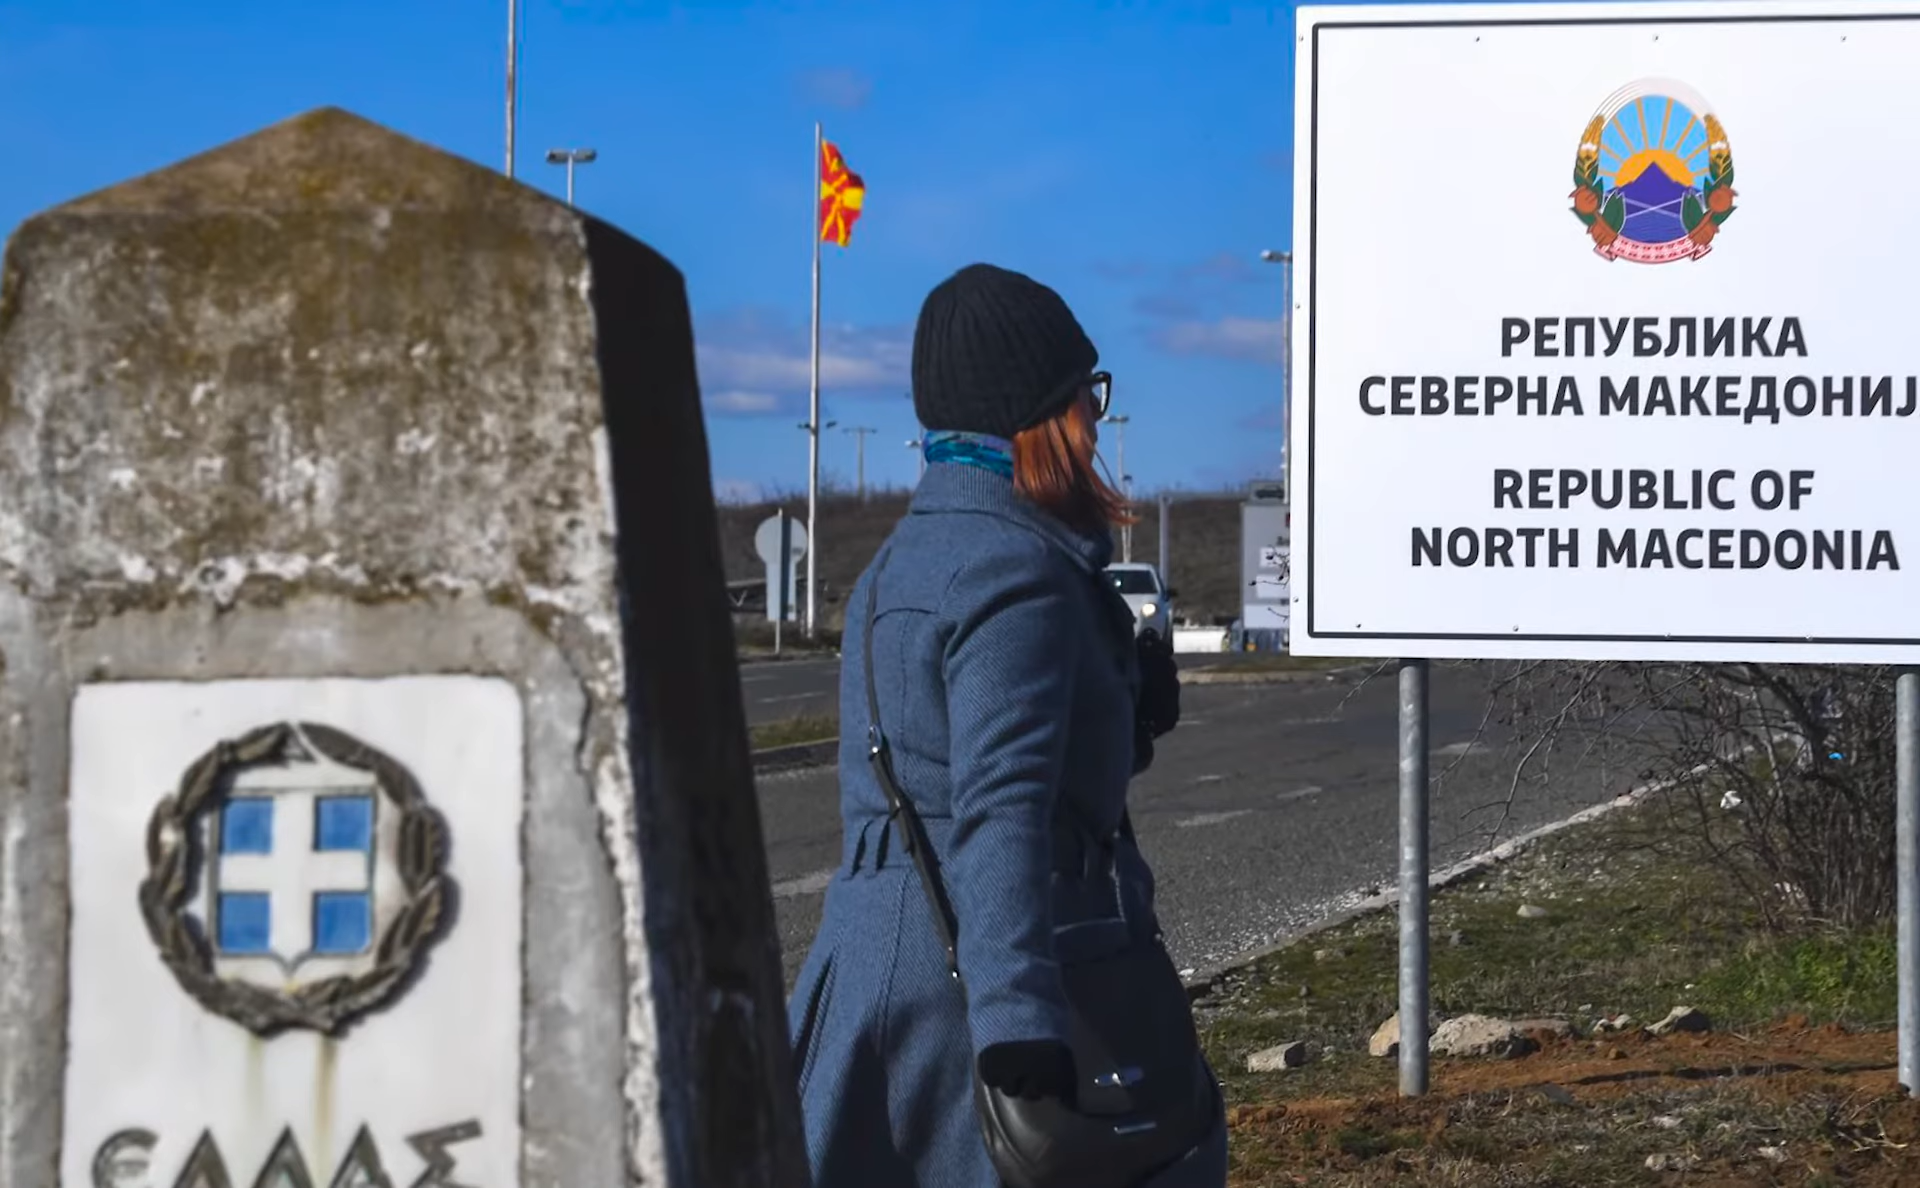 РЕПУБЛИКА
СЕВЕРНА МАКЕДОНИЈ
REPUBLIC OF
NORTH MACEDONIA
ΕΛΛΑΣ